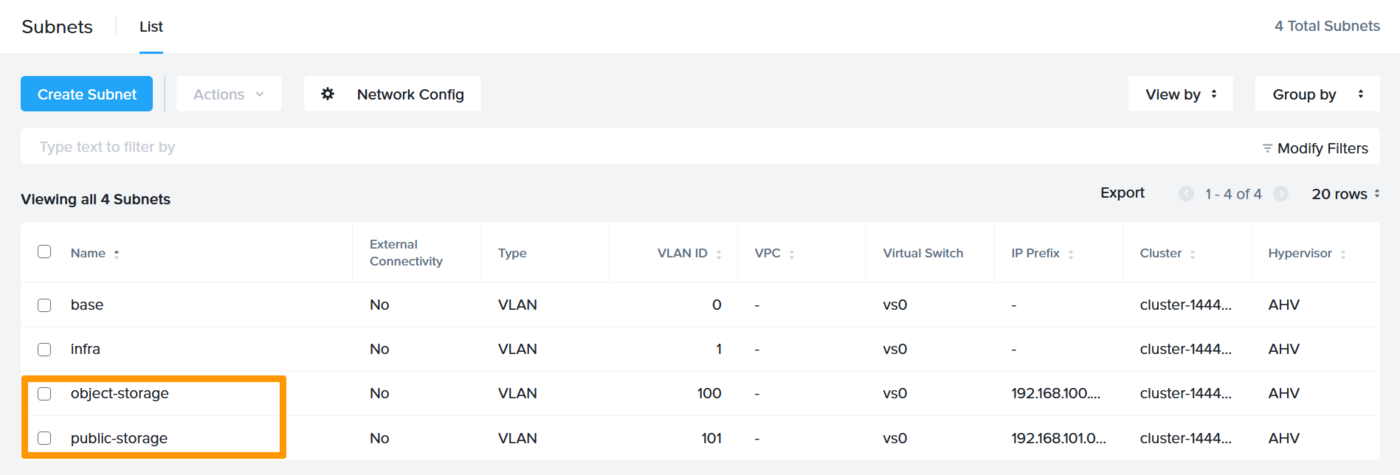 Subnets List 4 Total Subnets
Create Subnet Actions Network Config View by Group by
Type text to filter by Modify Filters
Viewing all 4 Subnets Export 1 - 4 of 4 20 rows
Name External Connectivity Type VLAN ID VPC Virtual Switch IP Prefix Cluster Hypervisor
base No VLAN 0 - vs0 - cluster-1444... AHV
infra No VLAN 1 - vs0 - cluster-1444... AHV
object-storage No VLAN 100 - vs0 192.168.100.... cluster-1444... AHV
public-storage No VLAN 101 - vs0 192.168.101.0... cluster-1444... AHV